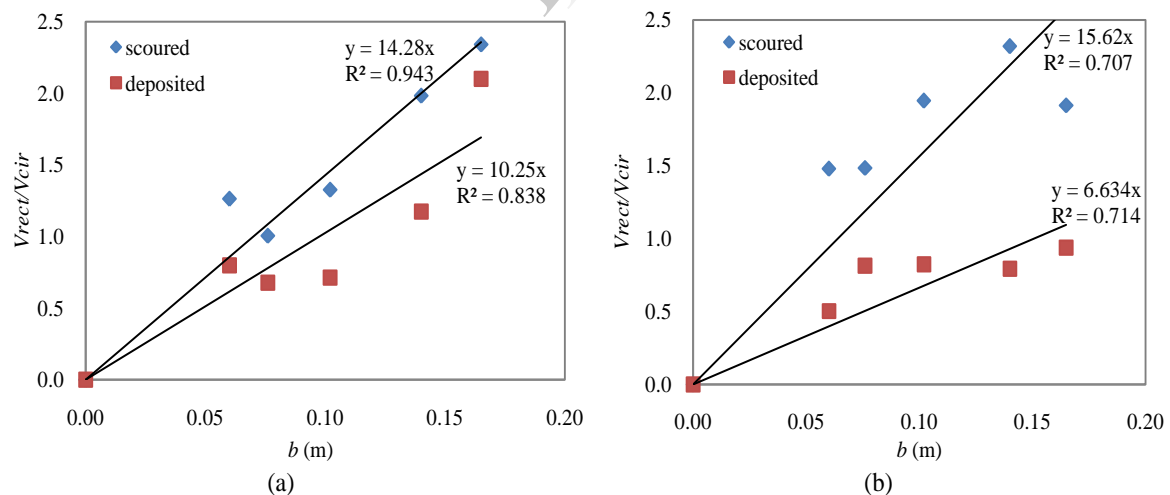 2.5
2.0
1.5
1.0
0.5
0.0
Vrect/Vcir
scoured
deposited
y = 14.28x
R² = 0.943
y = 10.25x
R² = 0.838
0.00 0.05 0.10 0.15 0.20
b (m)
(a)
2.5
2.0
1.5
1.0
0.5
0.0
Vrect/Vcir
scoured
deposited
y = 15.62x
R² = 0.707
y = 6.634x
R² = 0.714
0.00 0.05 0.10 0.15 0.20
b (m)
(b)